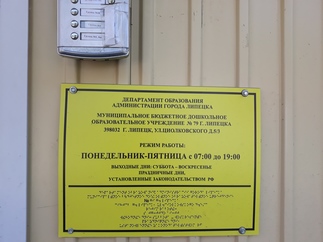 ДЕПАРТАМЕНТ ОБРАЗОВАНИЯ
АДМИНИСТРАЦИИ ГОРОДА ЛИПЕЦКА
МУНИЦИПАЛЬНОЕ БЮДЖЕТНОЕ ДОШКОЛЬНОЕ
ОБРАЗОВАТЕЛЬНОЕ УЧРЕЖДЕНИЕ № 79 Г.ЛИПЕЦКА
398032 Г. ЛИПЕЦК, УЛ.ЦИОЛКОВСКОГО Д.9/3
РЕЖИМ РАБОТЫ:
ПОНЕДЕЛЬНИК-ПЯТНИЦА с 07:00 до 19:00
ВЫХОДНЫЕ ДНИ: СУББОТА – ВОСКРЕСЕНЬЕ
ПРАЗДНИЧНЫЕ ДНИ,
УСТАНОВЛЕННЫЕ ЗАКОНОДАТЕЛЬСТВОМ РФ